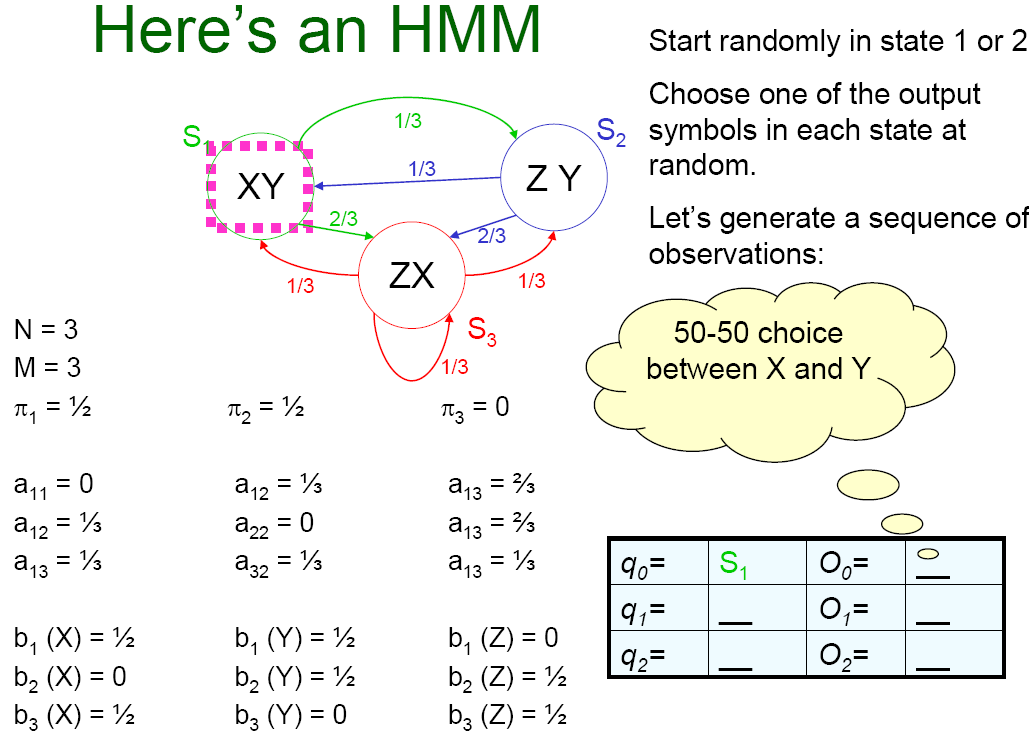 Here's an HMM
Start randomly in state 1 or 2
Choose one of the output
symbols in each state at
random.
Let's generate a sequence of
observations:
S₁
1/3
S₂
XY
1/3
Z Y
2/3
2/3
ZX
1/3
1/3
S₃
1/3
50-50 choice
between X and Y
N = 3
M = 3
π₁ = ½ π₂ = ½ π₃ = 0
a₁₁ = 0 a₁₂ = ⅓ a₁₃ = ⅔
a₁₂ = ⅓ a₂₂ = 0 a₁₃ = ⅔
a₁₃ = ⅓ a₃₂ = ⅓ a₁₃ = ⅓
b₁ (X) = ½ b₁ (Y) = ½ b₁ (Z) = 0
b₂ (X) = 0 b₂ (Y) = ½ b₂ (Z) = ½
b₃ (X) = ½ b₃ (Y) = 0 b₃ (Z) = ½
q₀= S₁ O₀= __
q₁= __ O₁= __
q₂= __ O₂= __